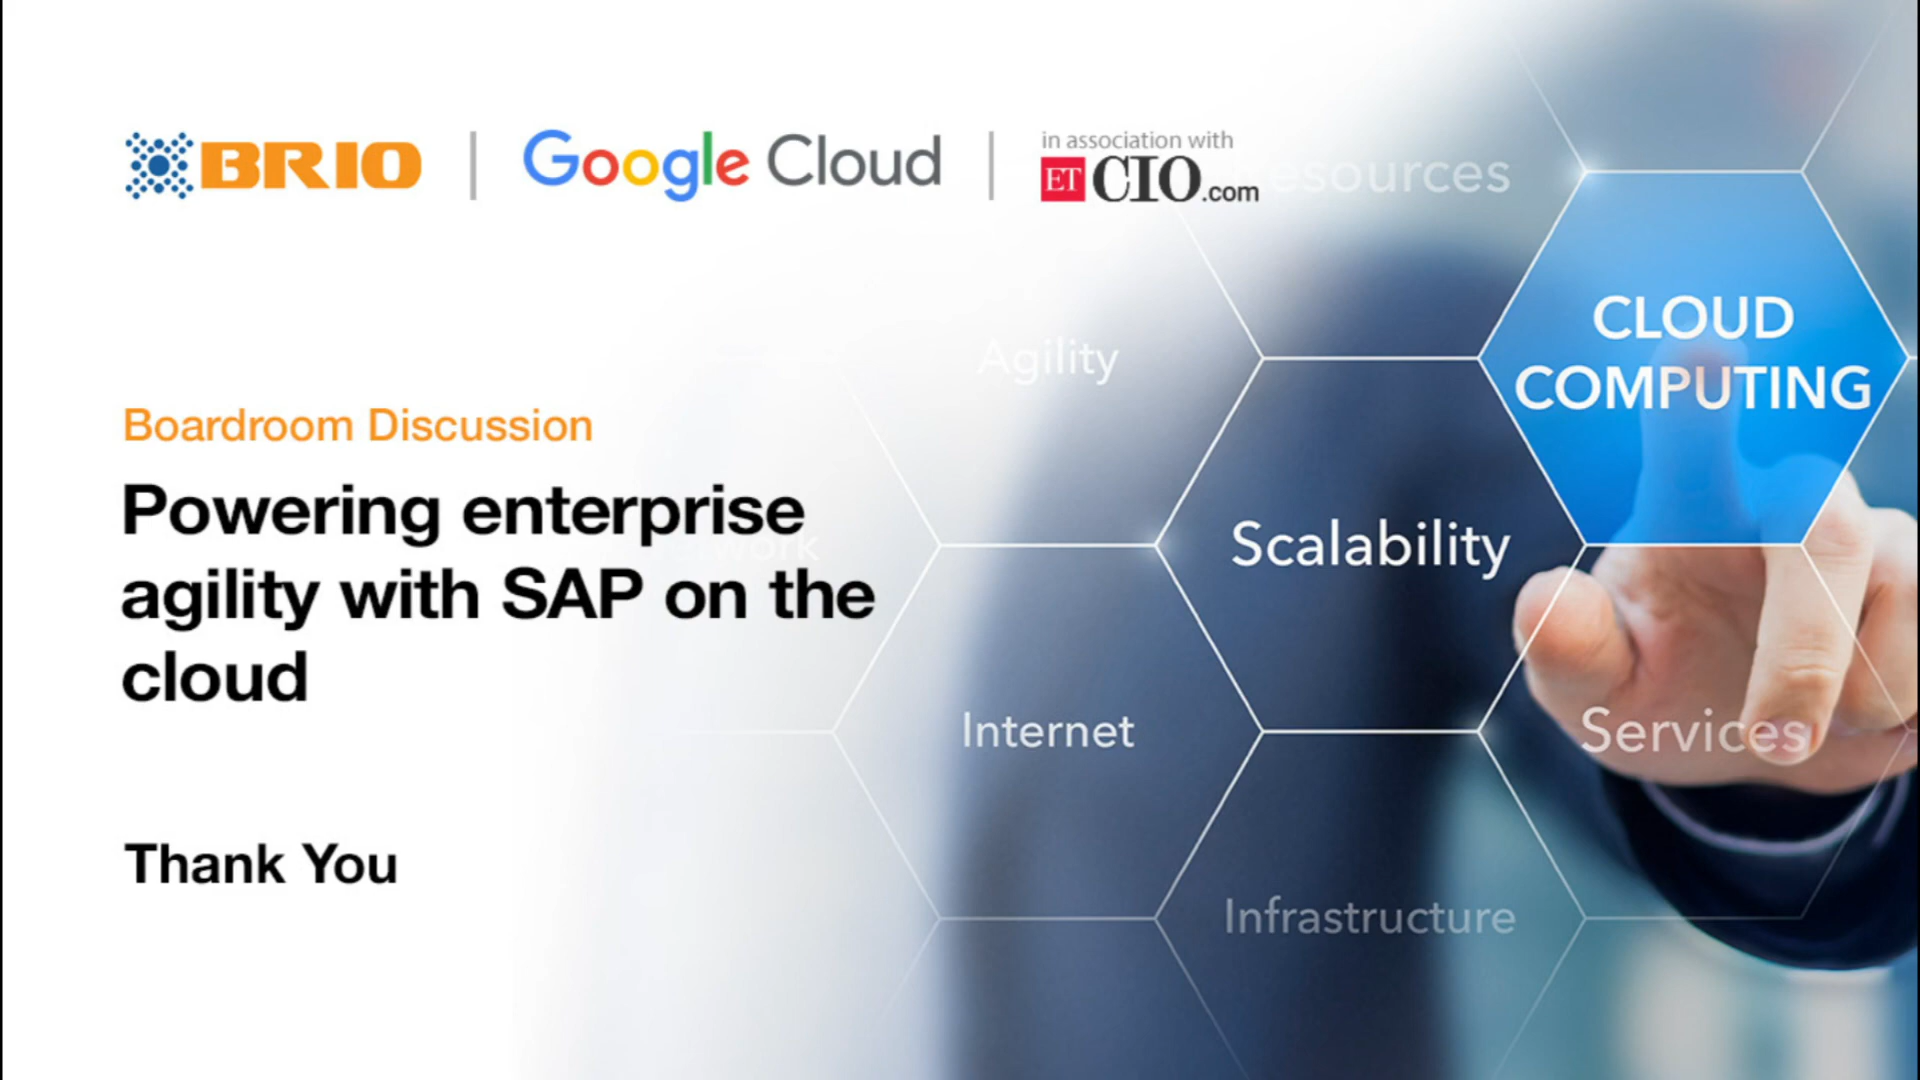 BRIO
Google Cloud
in association with
ET CIO.com
Boardroom Discussion
Powering enterprise
agility with SAP on the
cloud
Thank You
Agility
CLOUD
COMPUTING
Scalability
Internet
Services
Infrastructure